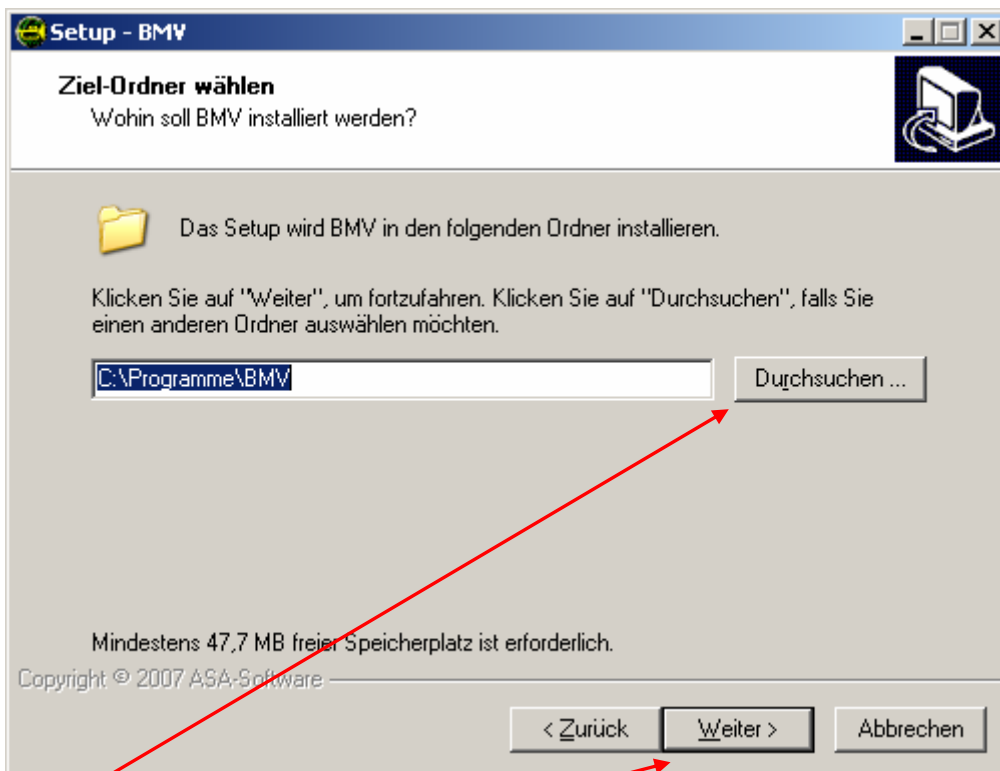 Setup - BMV
Ziel-Ordner wählen
Wohin soll BMV installiert werden?
Das Setup wird BMV in den folgenden Ordner installieren.
Klicken Sie auf "Weiter", um fortzufahren. Klicken Sie auf "Durchsuchen", falls Sie
einen anderen Ordner auswählen möchten.
C:\Programme\BMV
Durchsuchen ...
Mindestens 47,7 MB freier Speicherplatz ist erforderlich.
Copyright © 2007 ASA-Software
< Zurück
Weiter >
Abbrechen